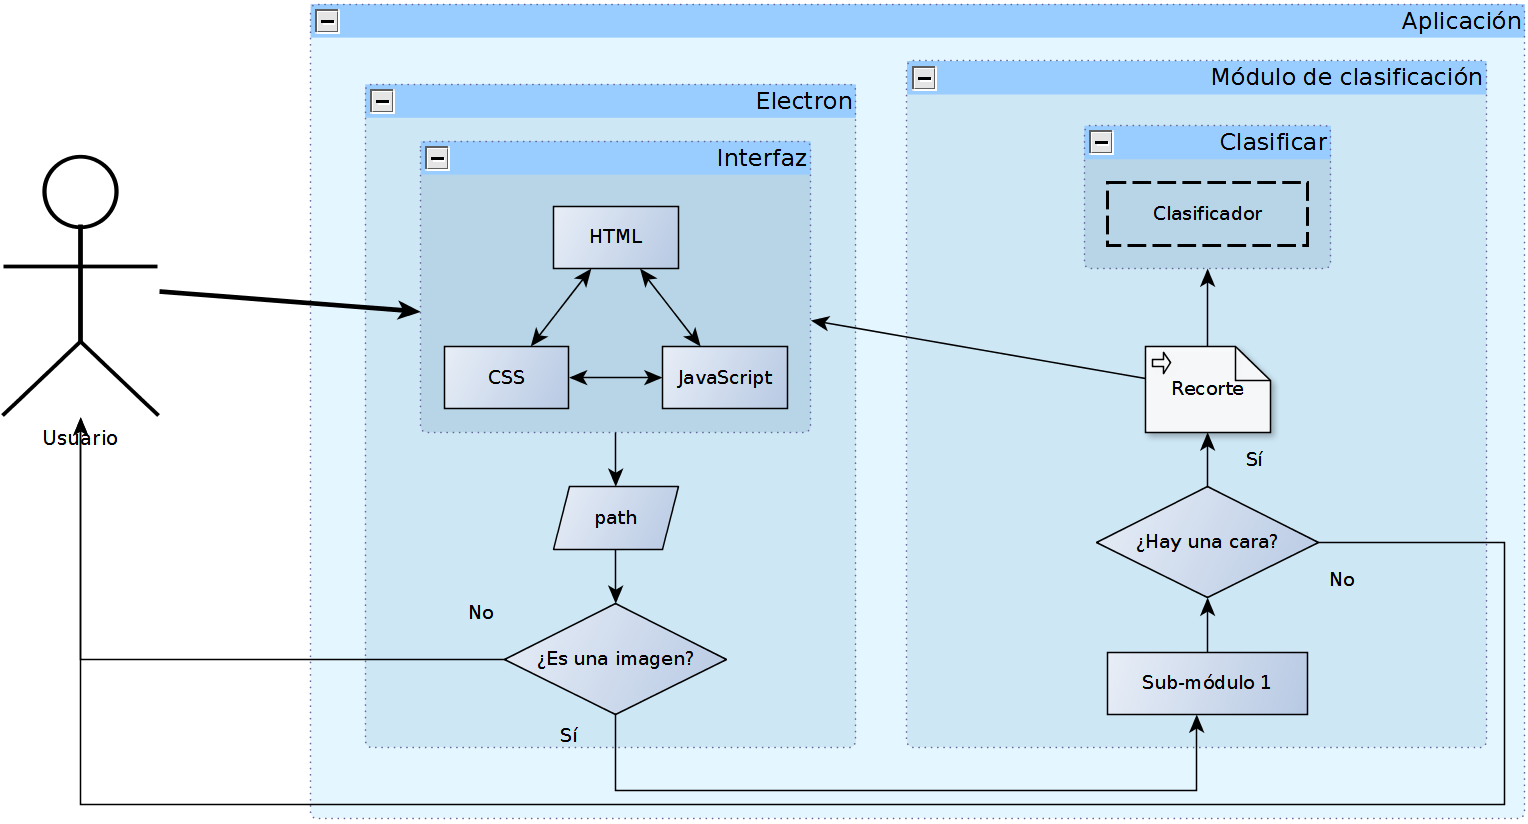 Aplicación
Módulo de clasificación
Electron
Clasificar
Interfaz
Clasificador
HTML
CSS
JavaScript
Recorte
Usuario
Sí
path
¿Hay una cara?
No
No
¿Es una imagen?
Sub-módulo 1
Sí